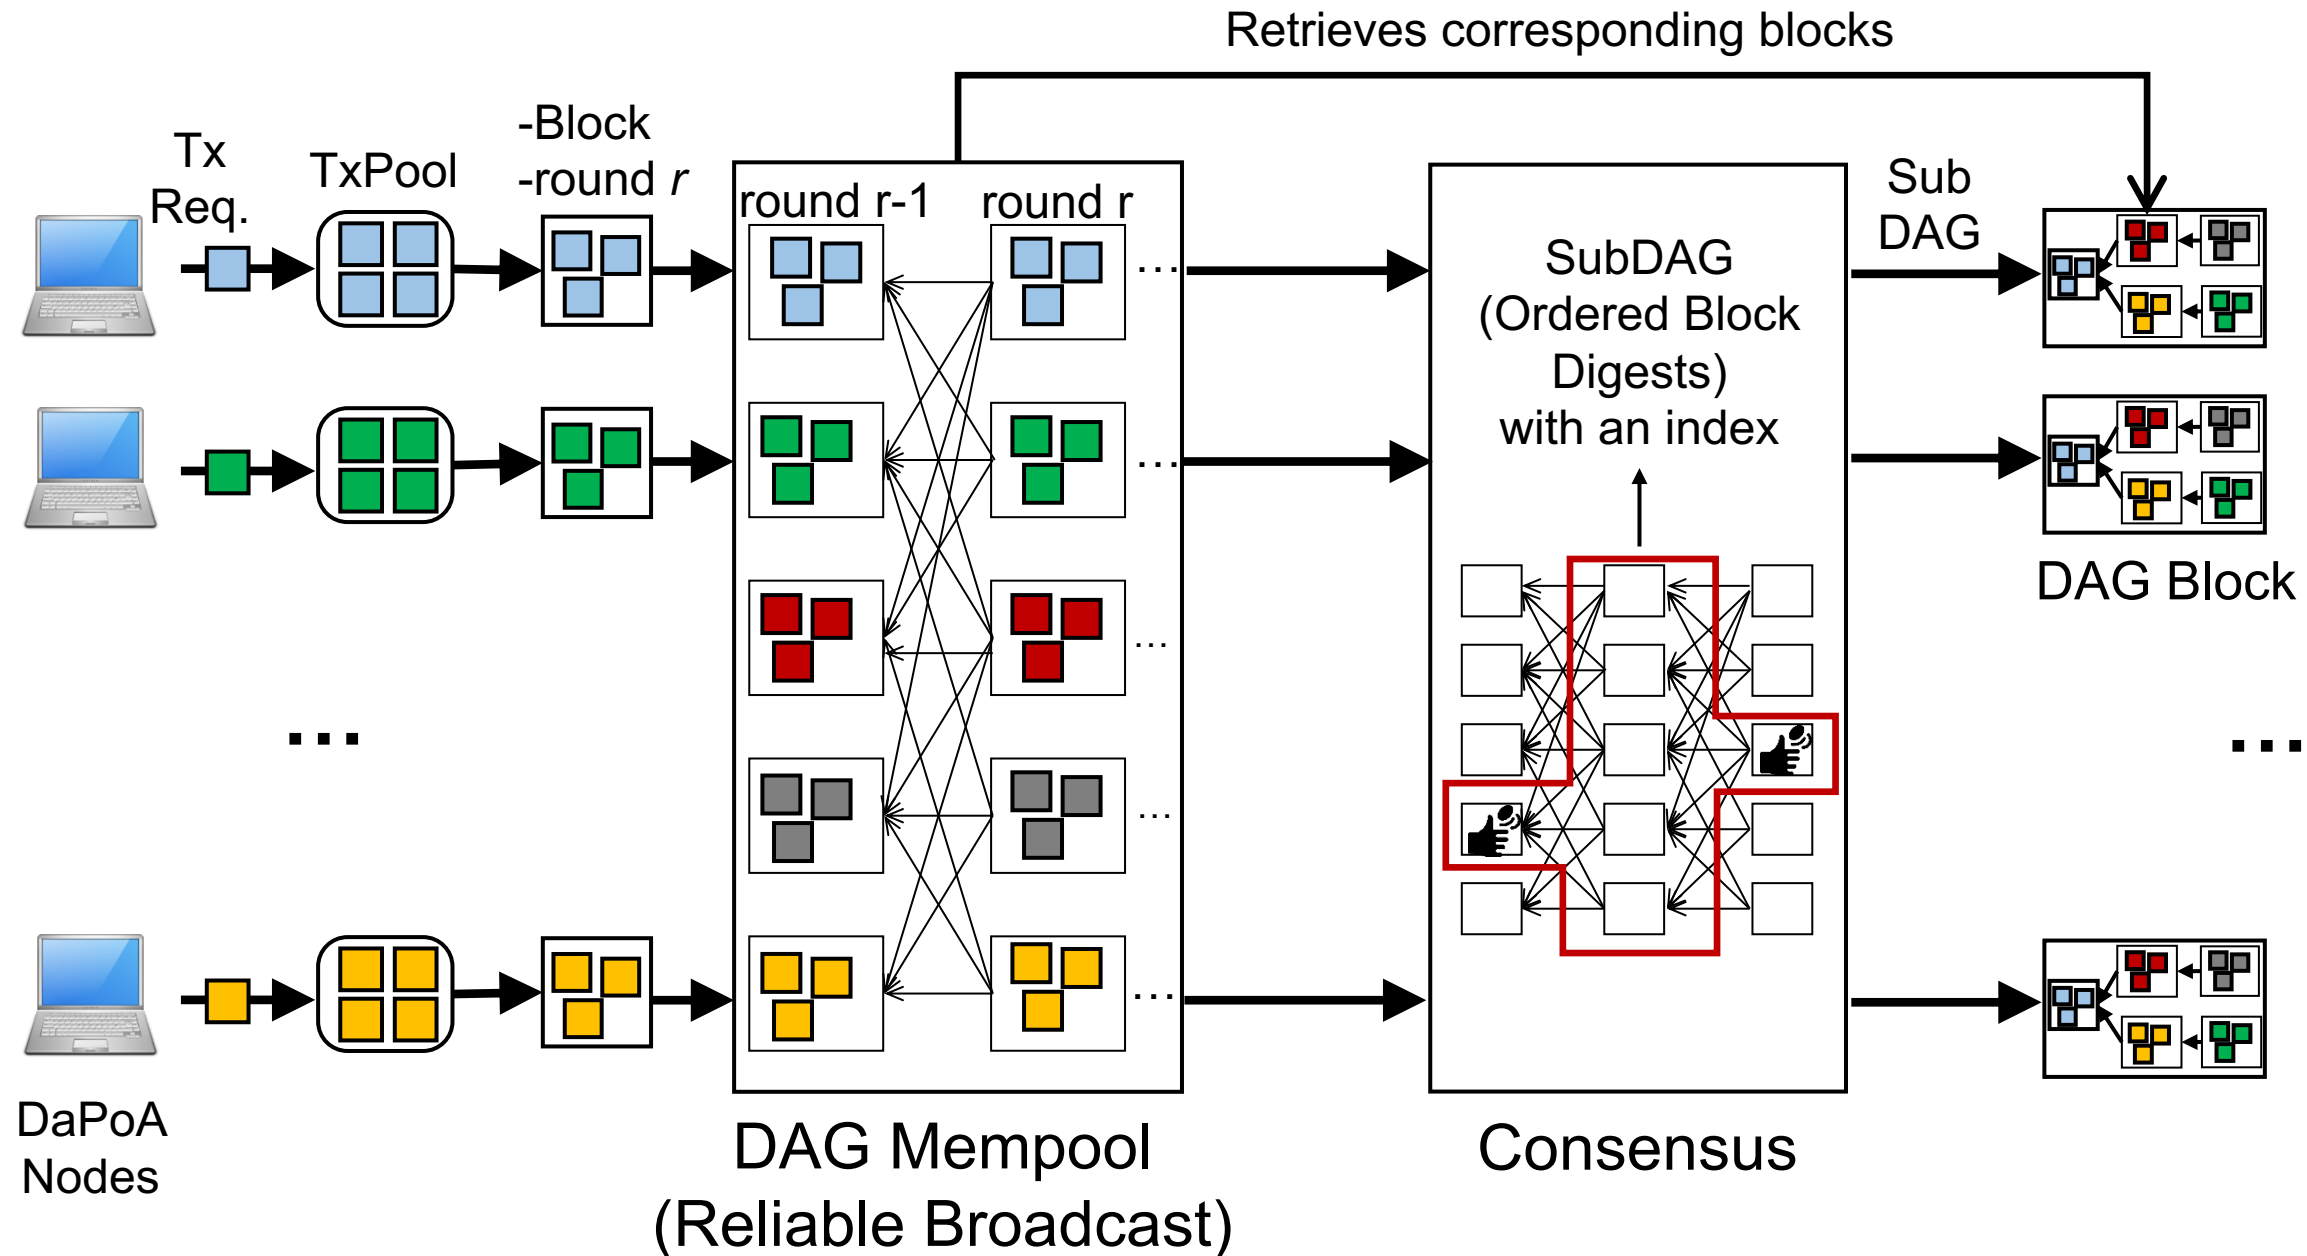 Retrieves corresponding blocks
Tx
Req.
TxPool
-Block
-round r
round r-1
round r
...
...
...
...
...
SubDAG
(Ordered Block
Digests)
with an index
Sub
DAG
DAG Block
...
...
DaPoA
Nodes
DAG Mempool
(Reliable Broadcast)
Consensus